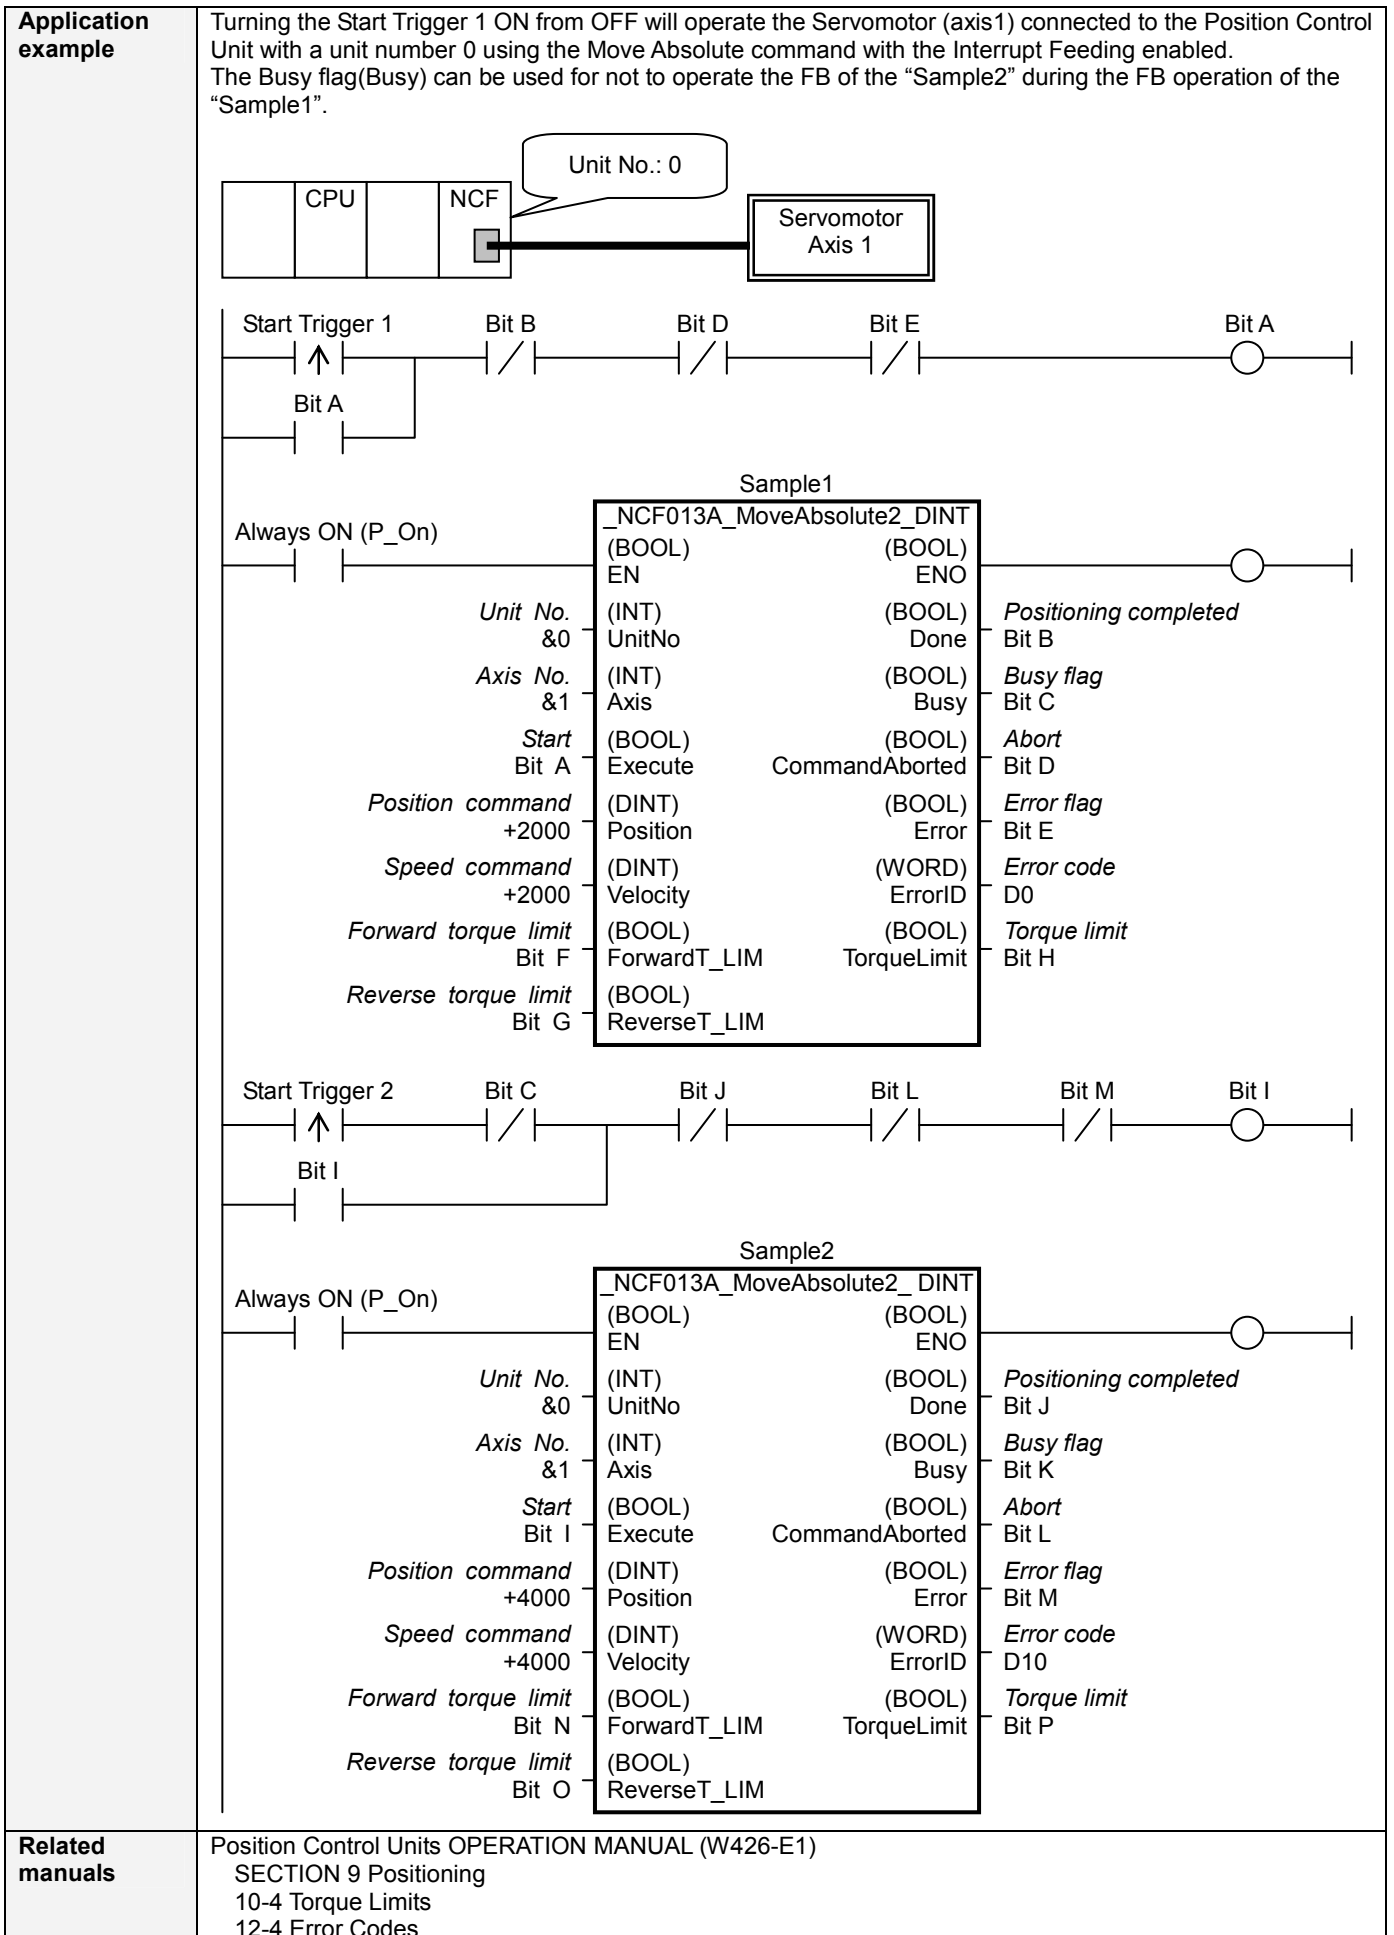 Application
example
Turning the Start Trigger 1 ON from OFF will operate the Servomotor (axis1) connected to the Position Control
Unit with a unit number 0 using the Move Absolute command with the Interrupt Feeding enabled.
The Busy flag(Busy) can be used for not to operate the FB of the “Sample2” during the FB operation of the
“Sample1”.
Unit No.: 0
CPU NCF
Servomotor
Axis 1
Start Trigger 1 Bit B Bit D Bit E Bit A
Bit A
Sample1
_NCF013A_MoveAbsolute2_DINT
Always ON (P_On)
(BOOL) (BOOL)
EN ENO
Unit No. (INT) (BOOL) Positioning completed
&0 UnitNo Done Bit B
Axis No. (INT) (BOOL) Busy flag
&1 Axis Busy Bit C
Start (BOOL) (BOOL) Abort
Bit A Execute CommandAborted Bit D
Position command (DINT) (BOOL) Error flag
+2000 Position Error Bit E
Speed command (DINT) (WORD) Error code
+2000 Velocity ErrorID D0
Forward torque limit (BOOL) (BOOL) Torque limit
Bit F ForwardT_LIM TorqueLimit Bit H
Reverse torque limit (BOOL)
Bit G ReverseT_LIM
Start Trigger 2 Bit C Bit J Bit L Bit M Bit I
Bit I
Sample2
_NCF013A_MoveAbsolute2_ DINT
Always ON (P_On)
(BOOL) (BOOL)
EN ENO
Unit No. (INT) (BOOL) Positioning completed
&0 UnitNo Done Bit J
Axis No. (INT) (BOOL) Busy flag
&1 Axis Busy Bit K
Start (BOOL) (BOOL) Abort
Bit I Execute CommandAborted Bit L
Position command (DINT) (BOOL) Error flag
+4000 Position Error Bit M
Speed command (DINT) (WORD) Error code
+4000 Velocity ErrorID D10
Forward torque limit (BOOL) (BOOL) Torque limit
Bit N ForwardT_LIM TorqueLimit Bit P
Reverse torque limit (BOOL)
Bit O ReverseT_LIM
Related
manuals
Position Control Units OPERATION MANUAL (W426-E1)
SECTION 9 Positioning
10-4 Torque Limits
12-4 Error Codes